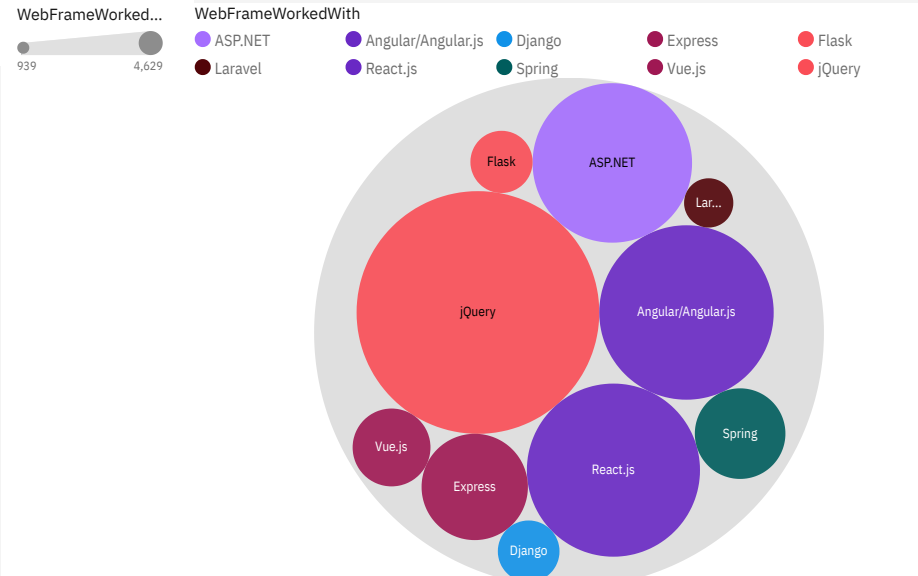 WebFrameWorked...
939 4,629
WebFrameWorkedWith
ASP.NET Angular/Angular.js Django Express Flask
Laravel React.js Spring Vue.js jQuery
Flask
ASP.NET
Lar...
jQuery
Angular/Angular.js
Spring
Vue.js
React.js
Express
Django